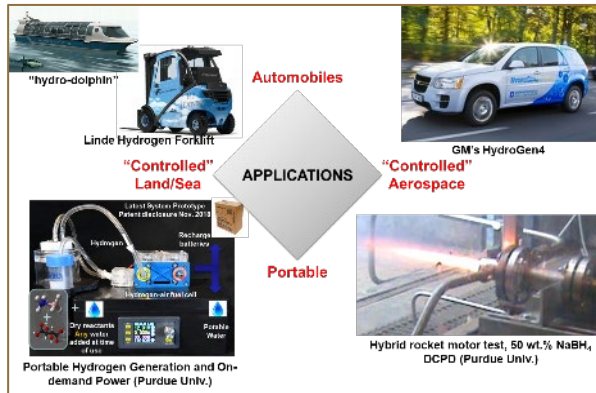 "hydro-dolphin"
Linde Hydrogen Forklift
Automobiles
GM's HydroGen4
"Controlled"
Land/Sea
APPLICATIONS
"Controlled"
Aerospace
Portable
Latest System Prototype
Patent disclosure Nov. 2018
Hydrogen
Recharge
batteries
Hydrogen-air fuel cell
+
+
Dry reactants
Any water
added at time
of use
Potable
Water
Portable Hydrogen Generation and On-
demand Power (Purdue Univ.)
Hybrid rocket motor test, 50 wt.% NaBH₄
DCPD (Purdue Univ.)